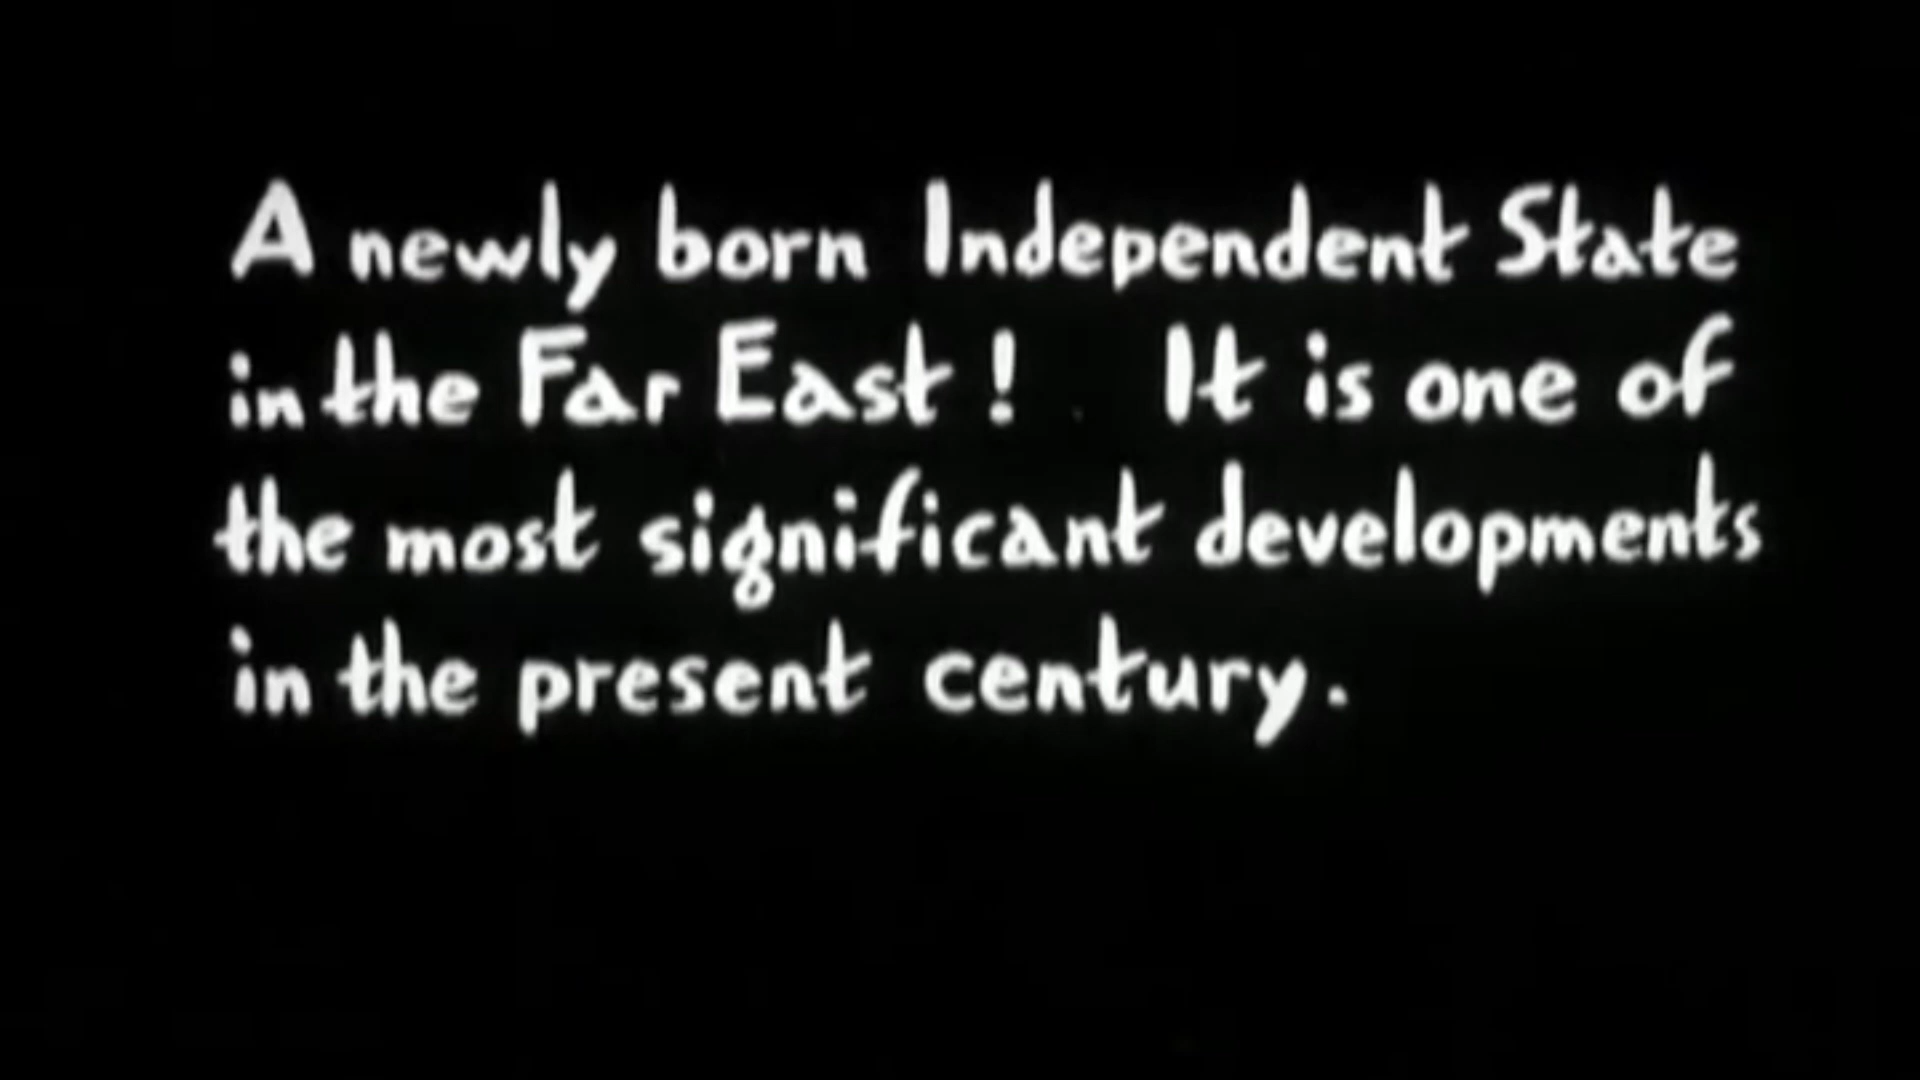 A newly born Independent State
in the Far East! It is one of
the most significant developments
in the present century.